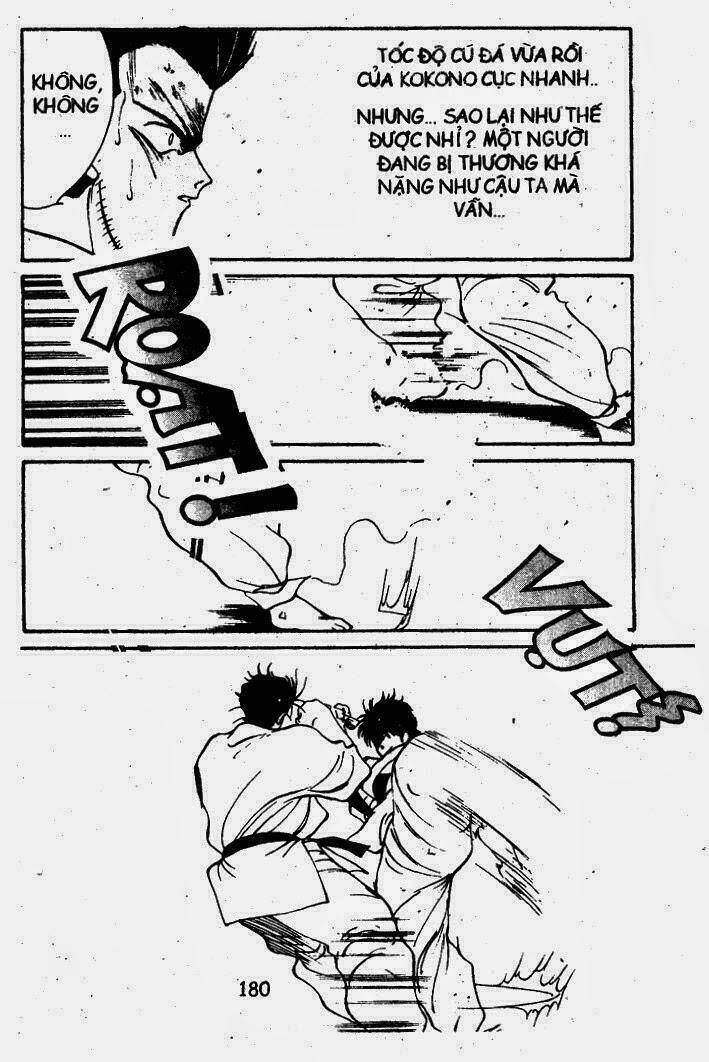 TỐC ĐỘ CÚ ĐÁ VỪA RỒI
CỦA KOKONO CỰC NHANH..
KHÔNG,
KHÔNG
...
NHƯNG... SAO LẠI NHƯ THẾ
ĐƯỢC NHỈ? MỘT NGƯỜI
ĐANG BỊ THƯƠNG KHÁ
NẶNG NHƯ CẬU TA MÀ
VẪN...
ROẠT!
VỤT!
180